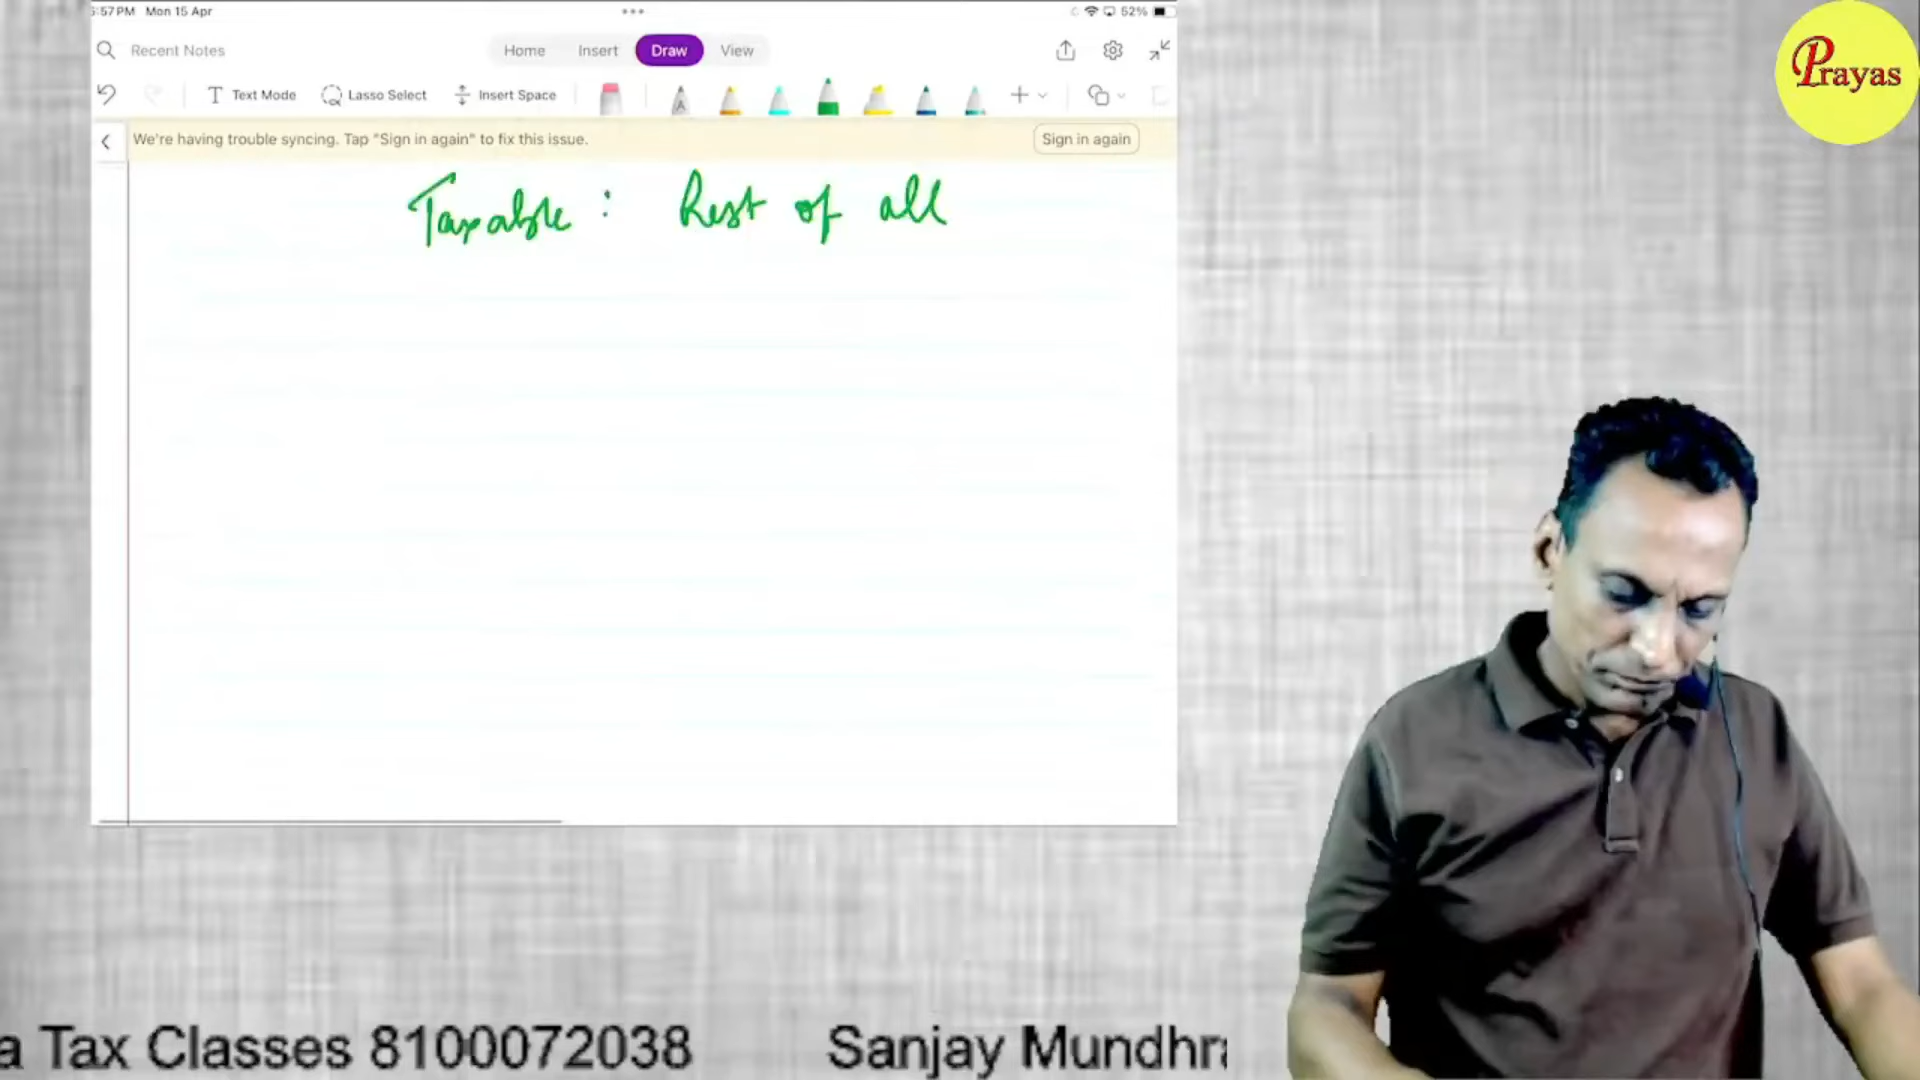 :57 PM Mon 15 Apr
52%
Prayas
Recent Notes
Home Insert Draw View
Text Mode Lasso Select Insert Space
We're having trouble syncing. Tap "Sign in again" to fix this issue.
Sign in again
Taxable : Rest of all
a Tax Classes 8100072038 Sanjay Mundhra